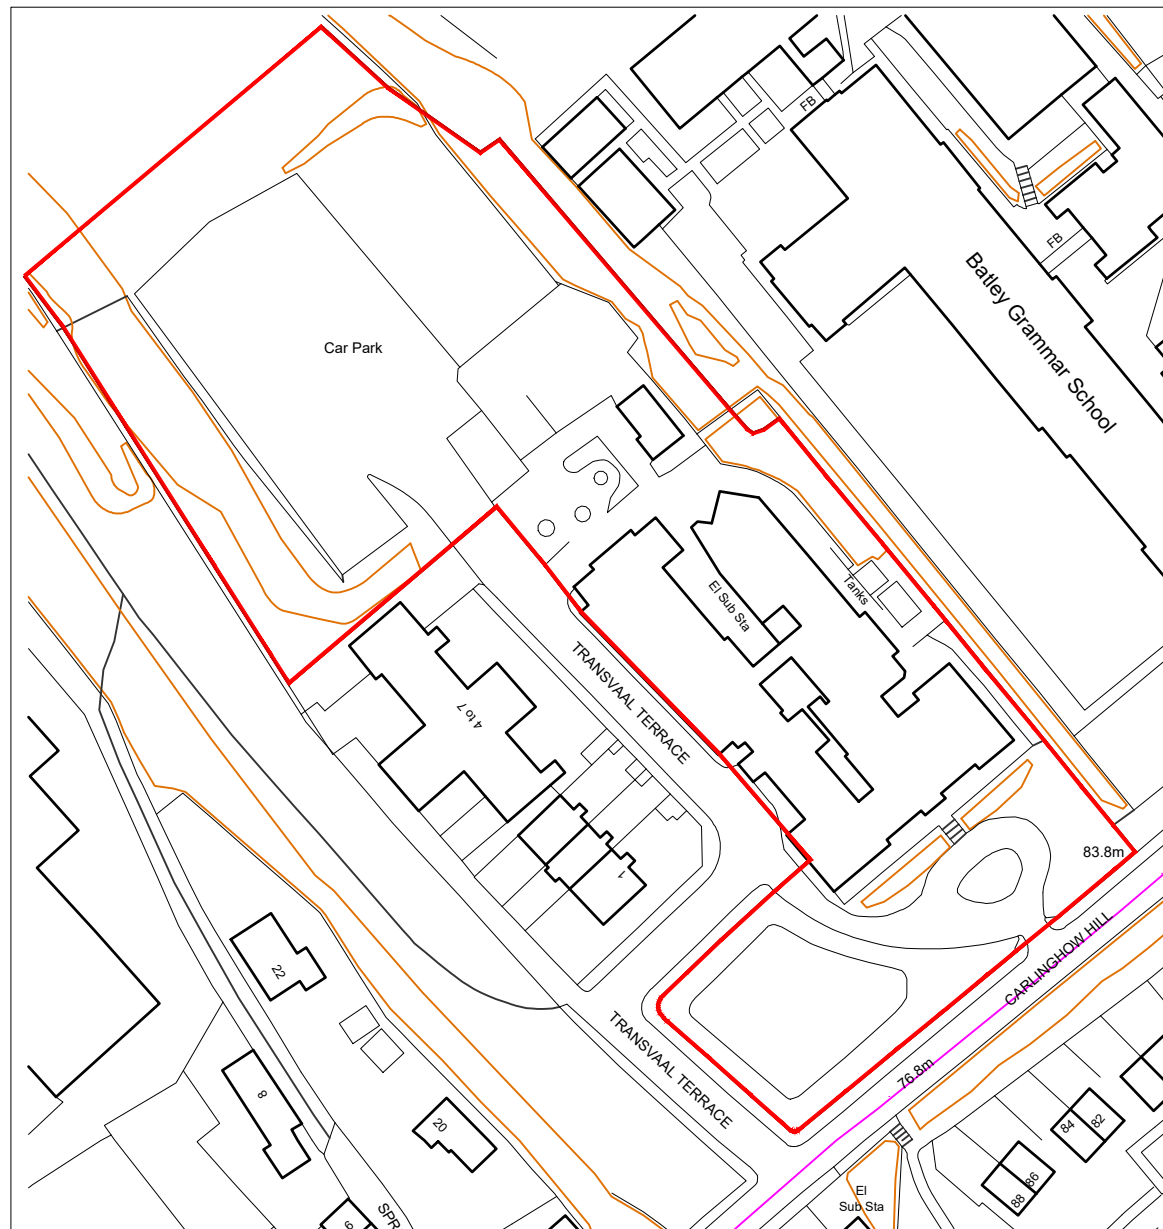 FB
FB
Batley Grammar School
Car Park
El Sub Sta
Tanks
TRANSVAAL TERRACE
4 to 7
1
83.8m
CARLINGHOW HILL
22
TRANSVAAL TERRACE
76.8m
8
20
84
82
86
88
El
Sub Sta
6
SPR